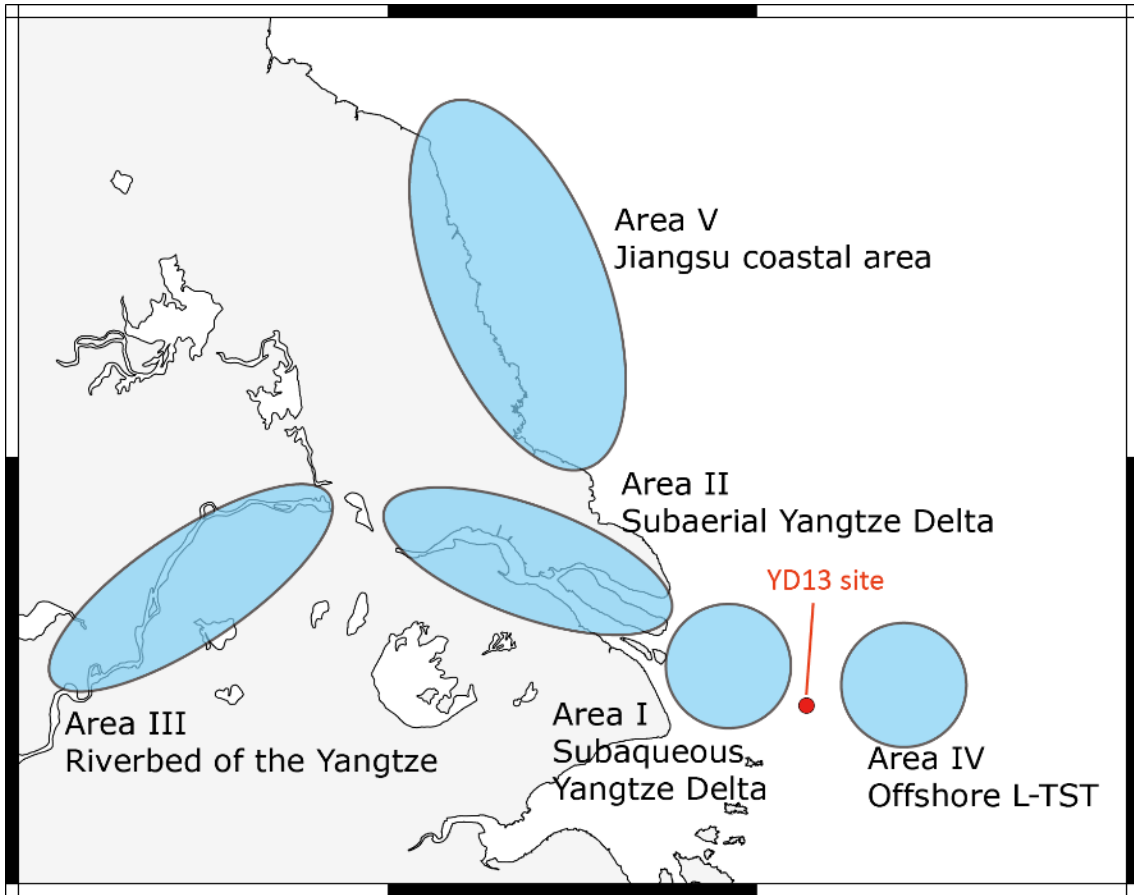 Area V
Jiangsu coastal area
Area II
Subaerial Yangtze Delta
YD13 site
Area III
Riverbed of the Yangtze
Area I
Subaqueous
Yangtze Delta
Area IV
Offshore L-TST